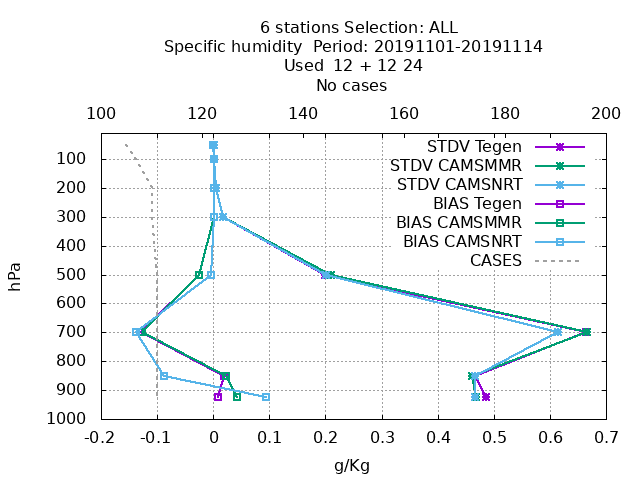 6 stations Selection: ALL
Specific humidity  Period: 20191101-20191114
Used  12 + 12 24
No cases
100 120 140 160 180 200
STDV Tegen
STDV CAMSMMR
STDV CAMSNRT
BIAS Tegen
BIAS CAMSMMR
BIAS CAMSNRT
CASES
hPa
100
200
300
400
500
600
700
800
900
1000
-0.2 -0.1 0 0.1 0.2 0.3 0.4 0.5 0.6 0.7
g/Kg